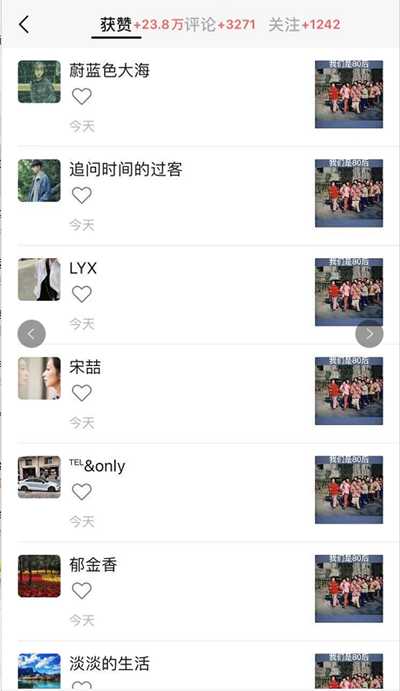 获赞+23.8万 评论+3271 关注+1242
蔚蓝色大海
今天
我们是80后
追问时间的过客
今天
我们是80后
LYX
今天
我们是80后
宋喆
今天
我们是80后
ᵀᴱᴸ&only
今天
我们是80后
郁金香
今天
我们是80后
淡淡的生活
我们是80后